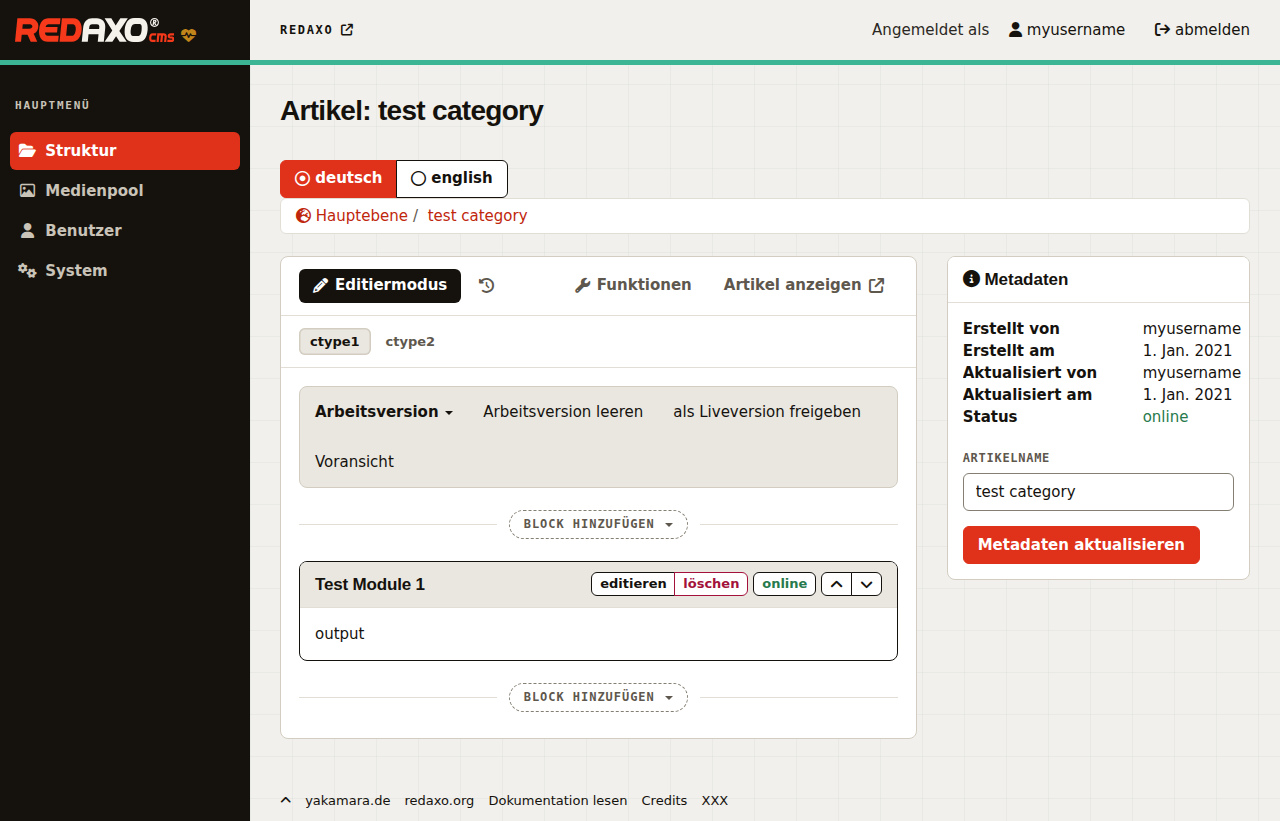 REDAXO® cms
REDAXO
Angemeldet als myusername abmelden
HAUPTMENÜ
Struktur
Medienpool
Benutzer
System
Artikel: test category
deutsch english
Hauptebene / test category
Editiermodus Funktionen Artikel anzeigen
ctype1 ctype2
Arbeitsversion Arbeitsversion leeren als Liveversion freigeben
Voransicht
BLOCK HINZUFÜGEN
Test Module 1 editieren löschen online
output
BLOCK HINZUFÜGEN
Metadaten
Erstellt von myusername
Erstellt am 1. Jan. 2021
Aktualisiert von myusername
Aktualisiert am 1. Jan. 2021
Status online
ARTIKELNAME
test category
Metadaten aktualisieren
yakamara.de redaxo.org Dokumentation lesen Credits XXX